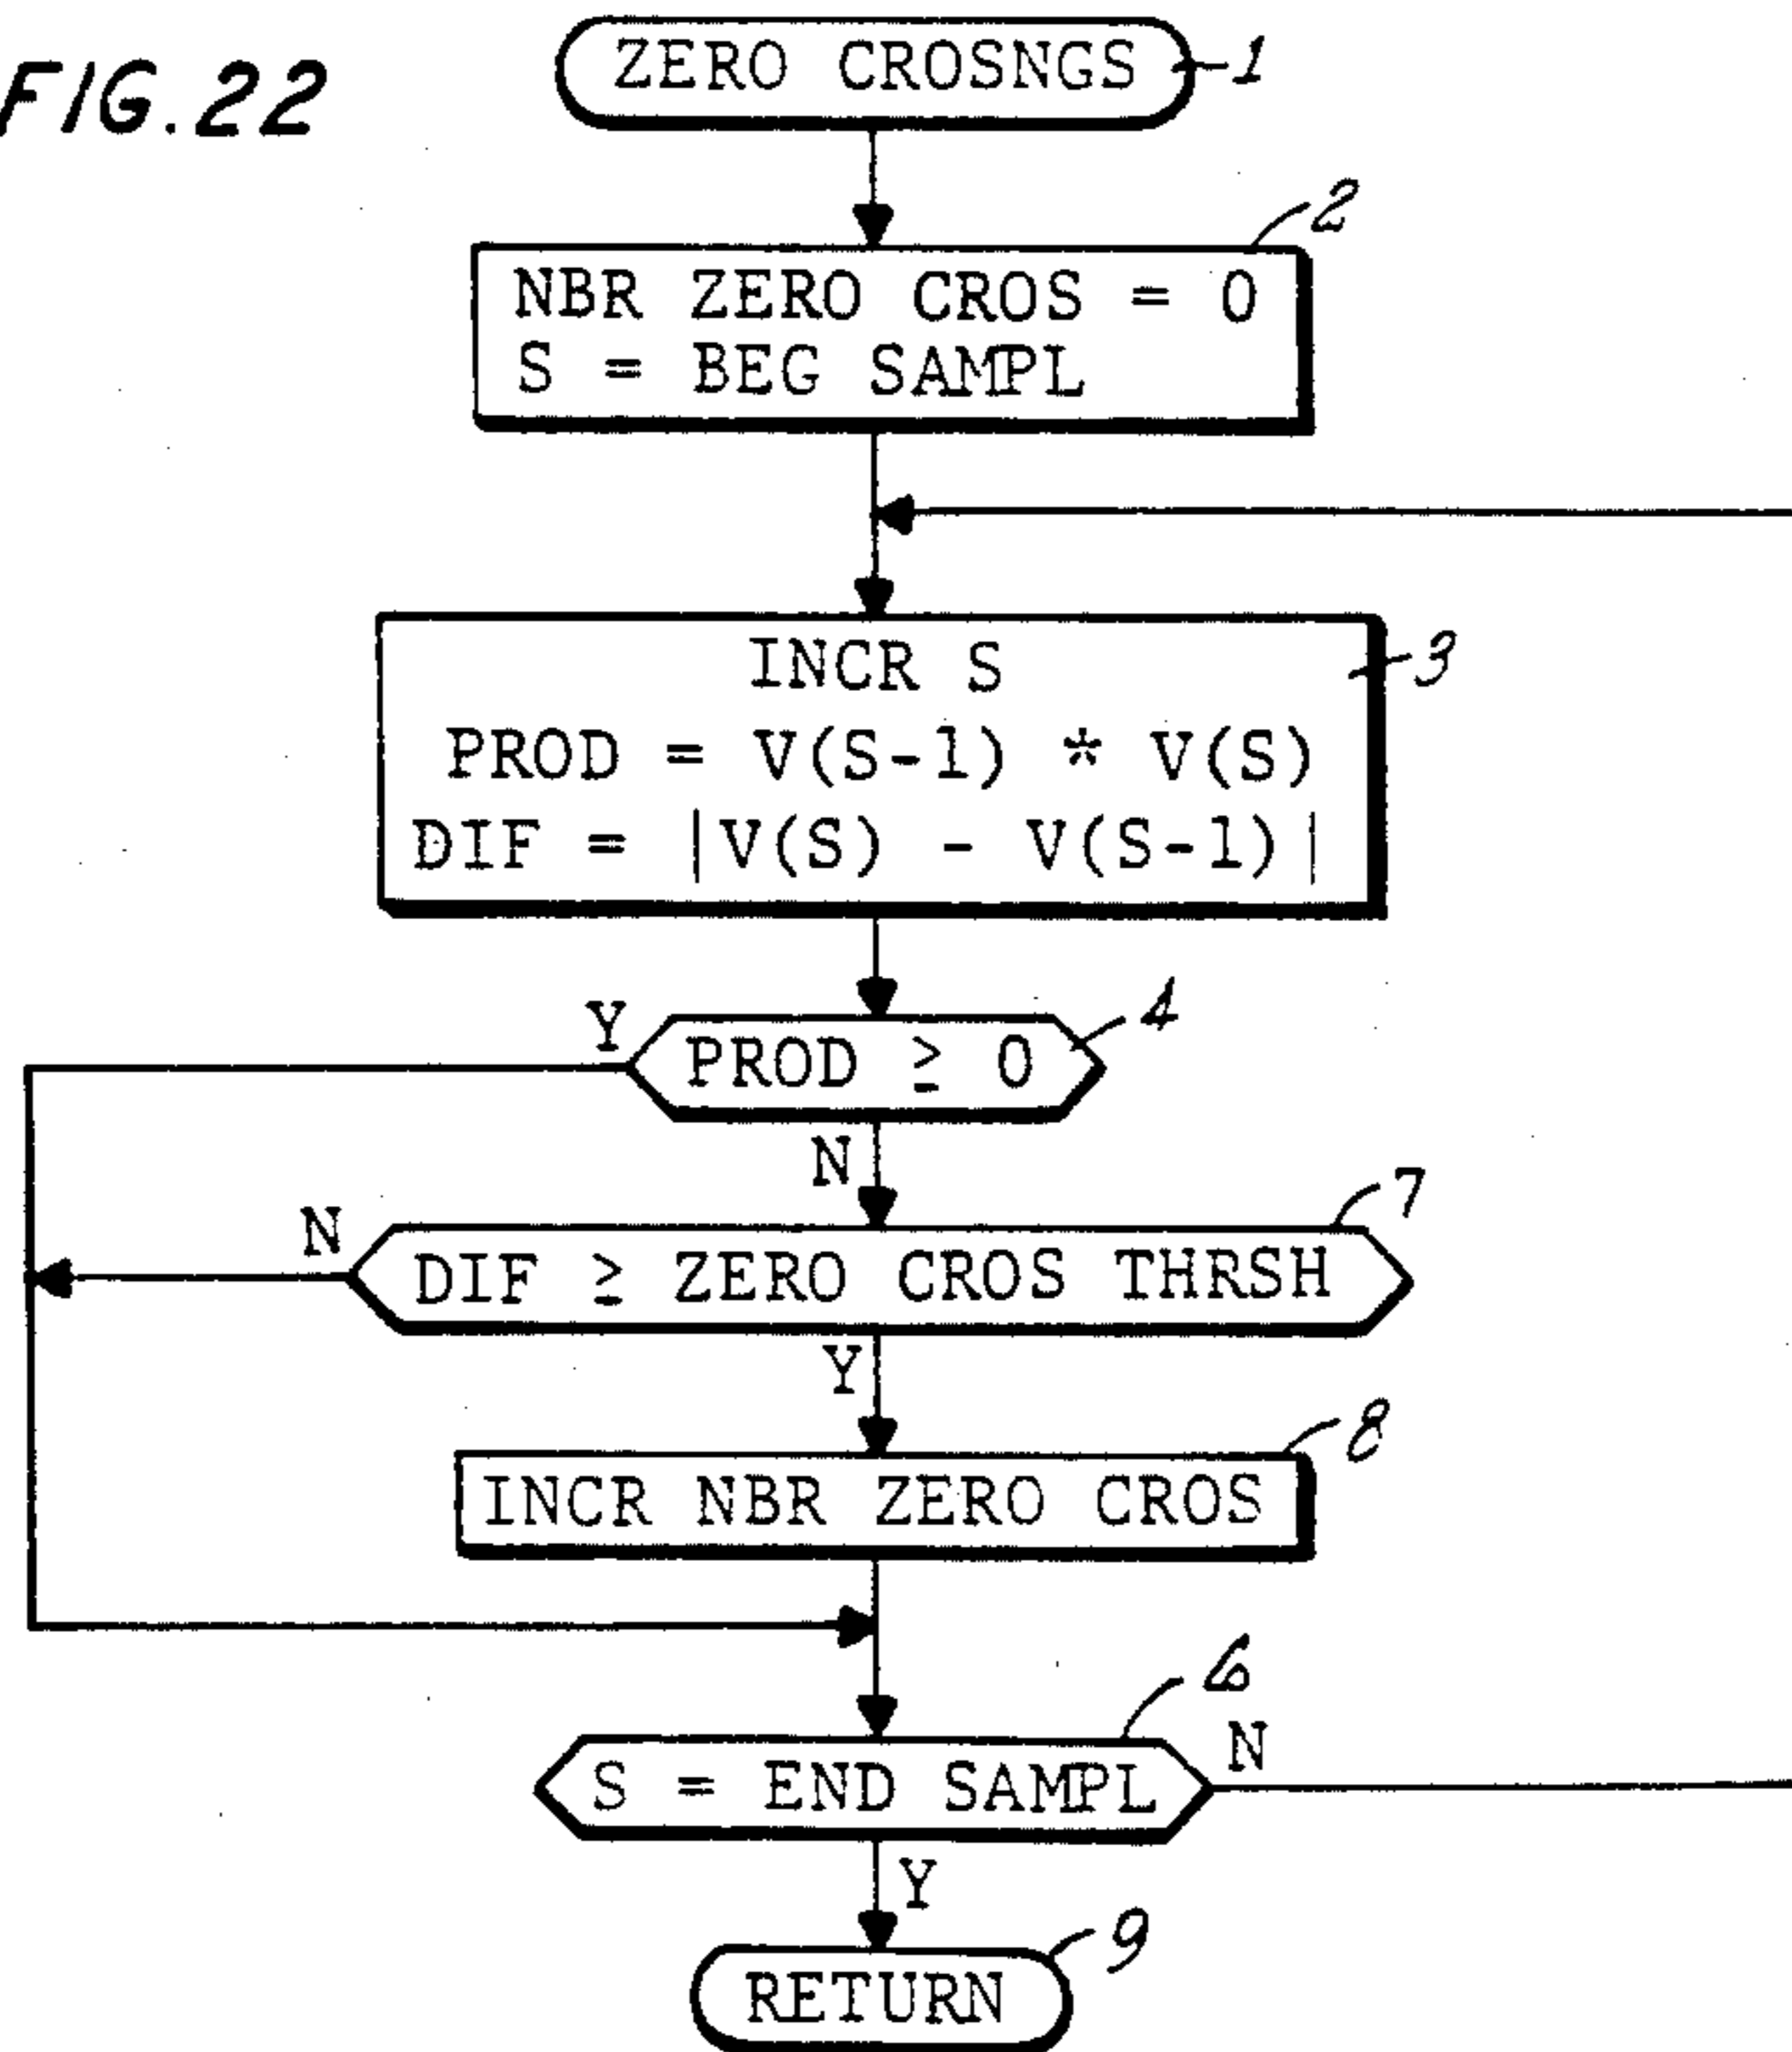 FIG. 22
ZERO CROSNGS
1
2
NBR ZERO CROS = 0
S = BEG SAMPL
3
INCR S
PROD = V(S-1) * V(S)
DIF = |V(S) - V(S-1)|
4
Y
PROD ≥ 0
N
7
N
DIF ≥ ZERO CROS THRSH
Y
8
INCR NBR ZERO CROS
6
N
S = END SAMPL
Y
9
RETURN